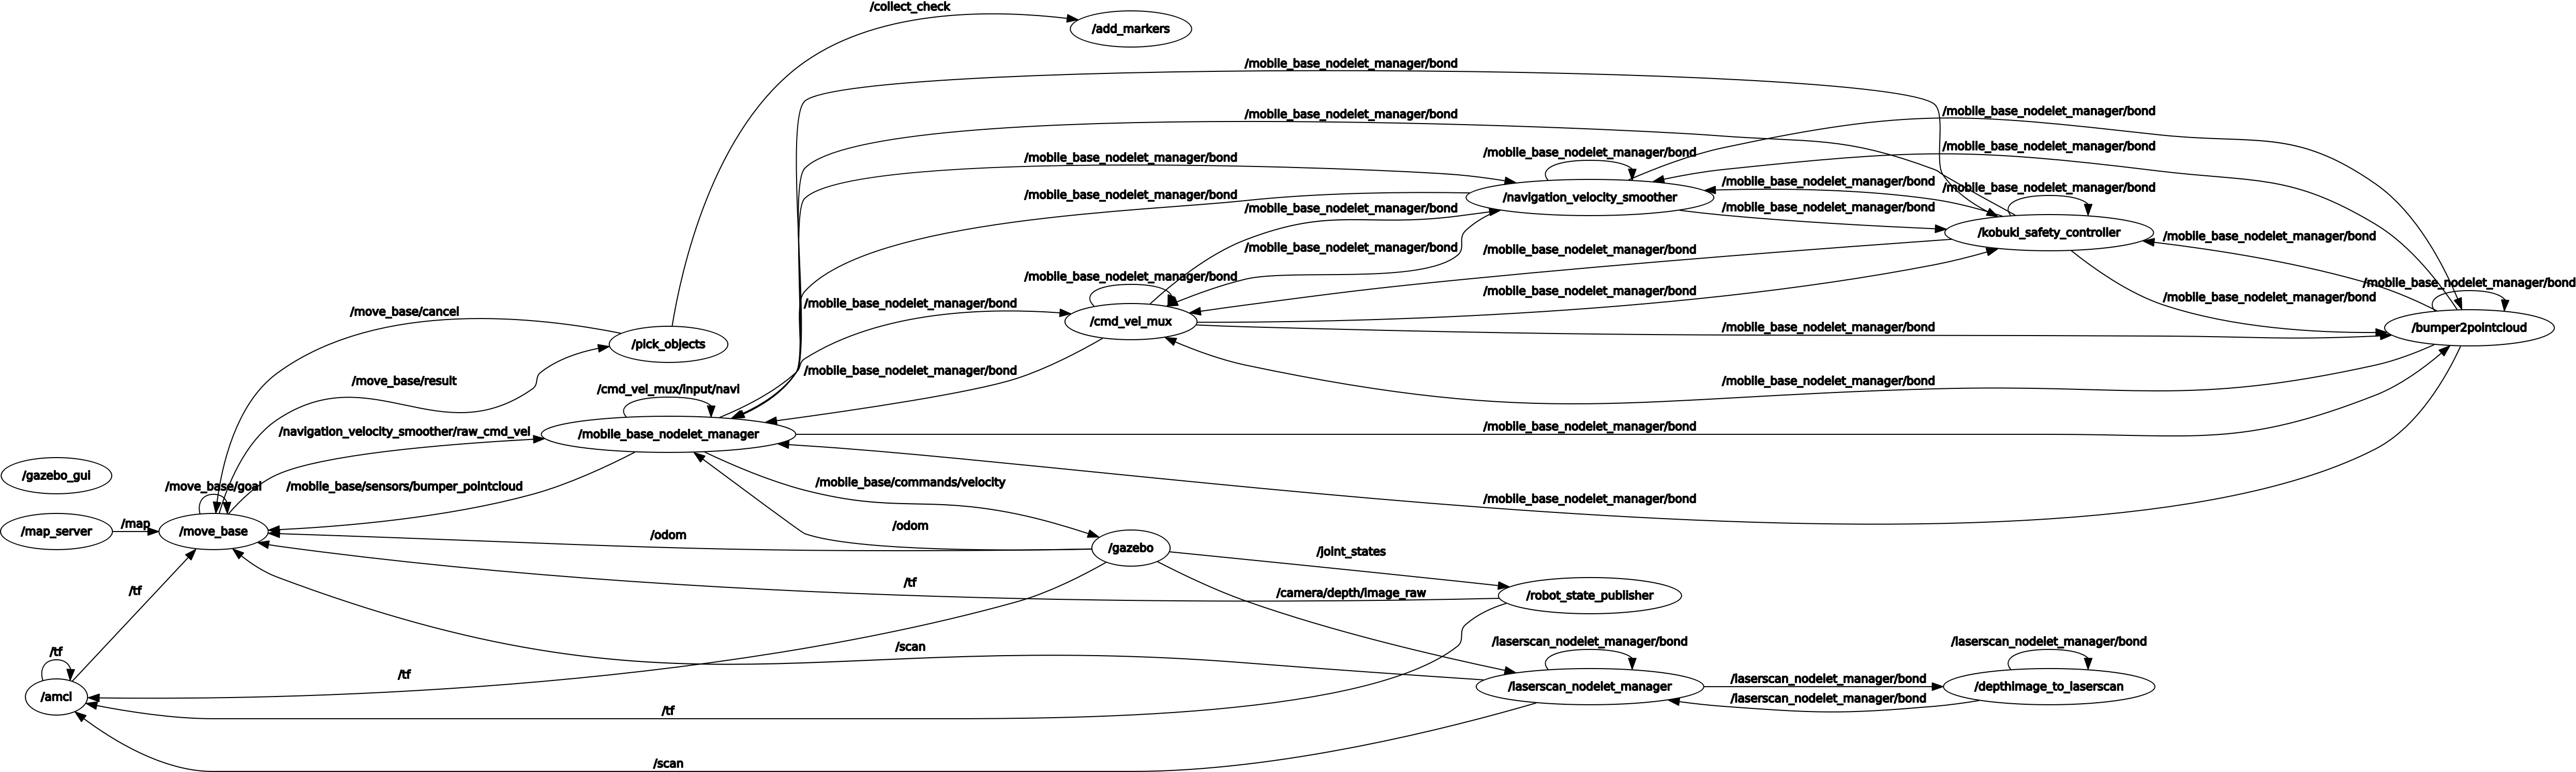 /collect_check
/add_markers
/mobile_base_nodelet_manager/bond
/mobile_base_nodelet_manager/bond
/mobile_base_nodelet_manager/bond
/mobile_base_nodelet_manager/bond
/mobile_base_nodelet_manager/bond
/mobile_base_nodelet_manager/bond
/mobile_base_nodelet_manager/bond
/mobile_base_nodelet_manager/bond
/mobile_base_nodelet_manager/bond
/mobile_base_nodelet_manager/bond
/navigation_velocity_smoother
/mobile_base_nodelet_manager/bond
/mobile_base_nodelet_manager/bond
/kobuki_safety_controller
/mobile_base_nodelet_manager/bond
/mobile_base_nodelet_manager/bond
/mobile_base_nodelet_manager/bond
/mobile_base_nodelet_manager/bond
/mobile_base_nodelet_manager/bond
/mobile_base_nodelet_manager/bond
/mobile_base_nodelet_manager/bond
/mobile_base_nodelet_manager/bond
/move_base/cancel
/cmd_vel_mux
/mobile_base_nodelet_manager/bond
/bumper2pointcloud
/pick_objects
/mobile_base_nodelet_manager/bond
/move_base/result
/mobile_base_nodelet_manager/bond
/cmd_vel_mux/input/navi
/mobile_base_nodelet_manager/bond
/navigation_velocity_smoother/raw_cmd_vel
/mobile_base_nodelet_manager
/gazebo_gui
/mobile_base/commands/velocity
/move_base/goal
/mobile_base/sensors/bumper_pointcloud
/mobile_base_nodelet_manager/bond
/map_server
/map
/move_base
/odom
/odom
/gazebo
/joint_states
/tf
/tf
/camera/depth/image_raw
/robot_state_publisher
/tf
/scan
/laserscan_nodelet_manager/bond
/laserscan_nodelet_manager/bond
/tf
/amcl
/laserscan_nodelet_manager
/laserscan_nodelet_manager/bond
/depthimage_to_laserscan
/laserscan_nodelet_manager/bond
/tf
/scan